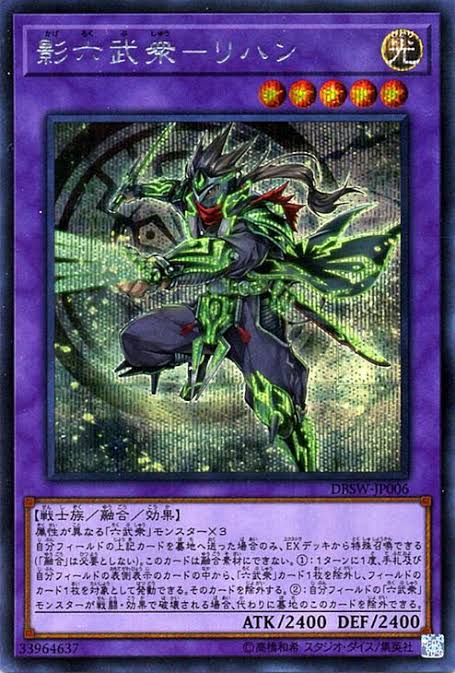 影六武衆－リハン
光
DBSW-JP006
【戦士族／融合／効果】
属性が異なる「六武衆」モンスター×3
自分フィールドの上記カードを墓地へ送った場合のみ、EXデッキから特殊召喚できる
(「融合」は必要としない)。このカードは融合素材にできない。①：1ターンに1度、手札及び
自分フィールドの表側表示のカードの中から、「六武衆」カード1枚を除外し、フィールドの
カード1枚を対象として発動できる。そのカードを除外する。②：自分フィールドの「六武衆」
モンスターが戦闘・効果で破壊される場合、代わりに墓地のこのカードを除外できる。
ATK/2400 DEF/2400
33964637 ©高橋和希 スタジオ・ダイス/集英社